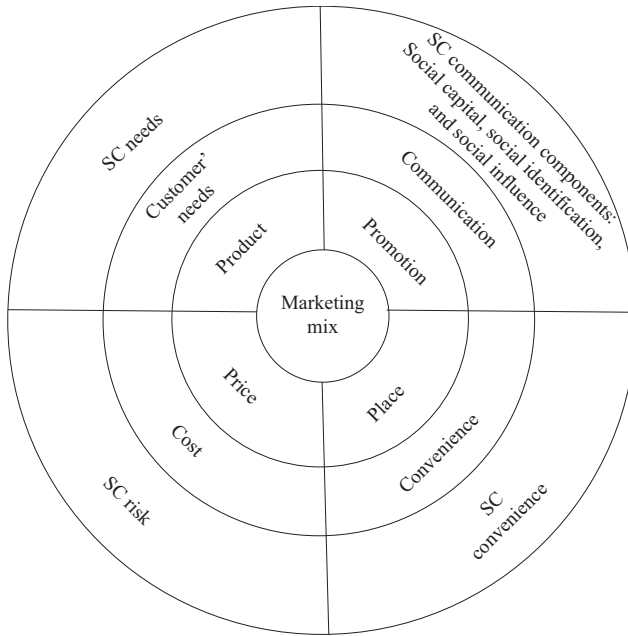 SC needs
Customer’
needs
Product
SC communication components:
Social capital, social identification,
and social influence
Communication
Promotion
Marketing
mix
Price
Cost
SC risk
Place
Convenience
SC
convenience